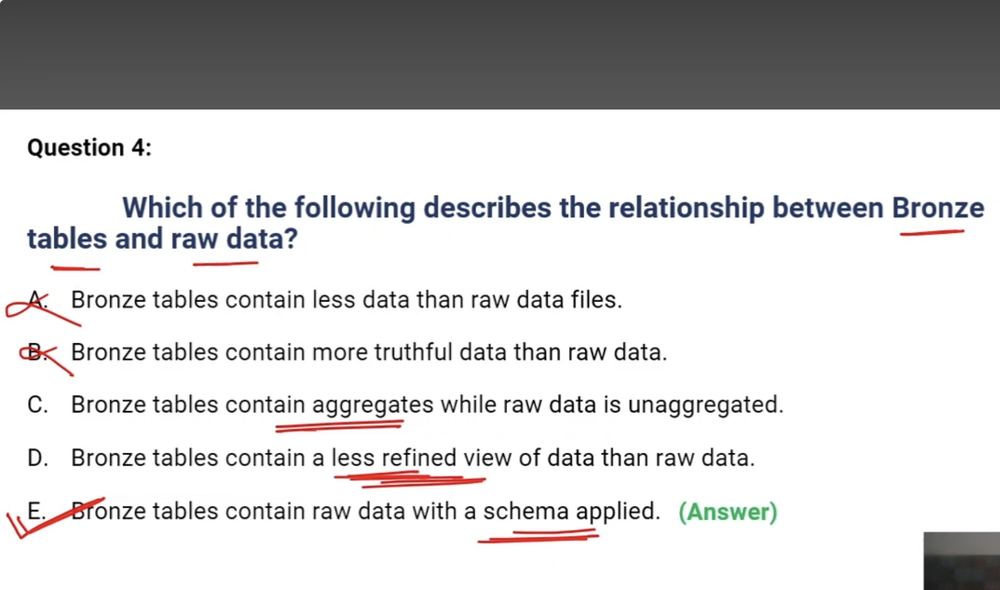 Question 4:
Which of the following describes the relationship between Bronze
tables and raw data?
A. Bronze tables contain less data than raw data files.
B. Bronze tables contain more truthful data than raw data.
C. Bronze tables contain aggregates while raw data is unaggregated.
D. Bronze tables contain a less refined view of data than raw data.
E. Bronze tables contain raw data with a schema applied. (Answer)